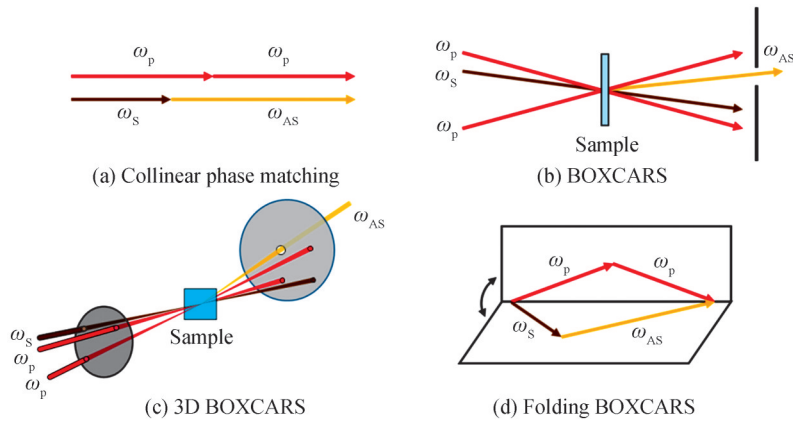 ωp ωp
ωS ωAS
(a) Collinear phase matching
ωp
ωS
ωp
ωAS
Sample
(b) BOXCARS
ωAS
Sample
ωS
ωp
ωp
(c) 3D BOXCARS
ωp ωp
ωS ωAS
(d) Folding BOXCARS